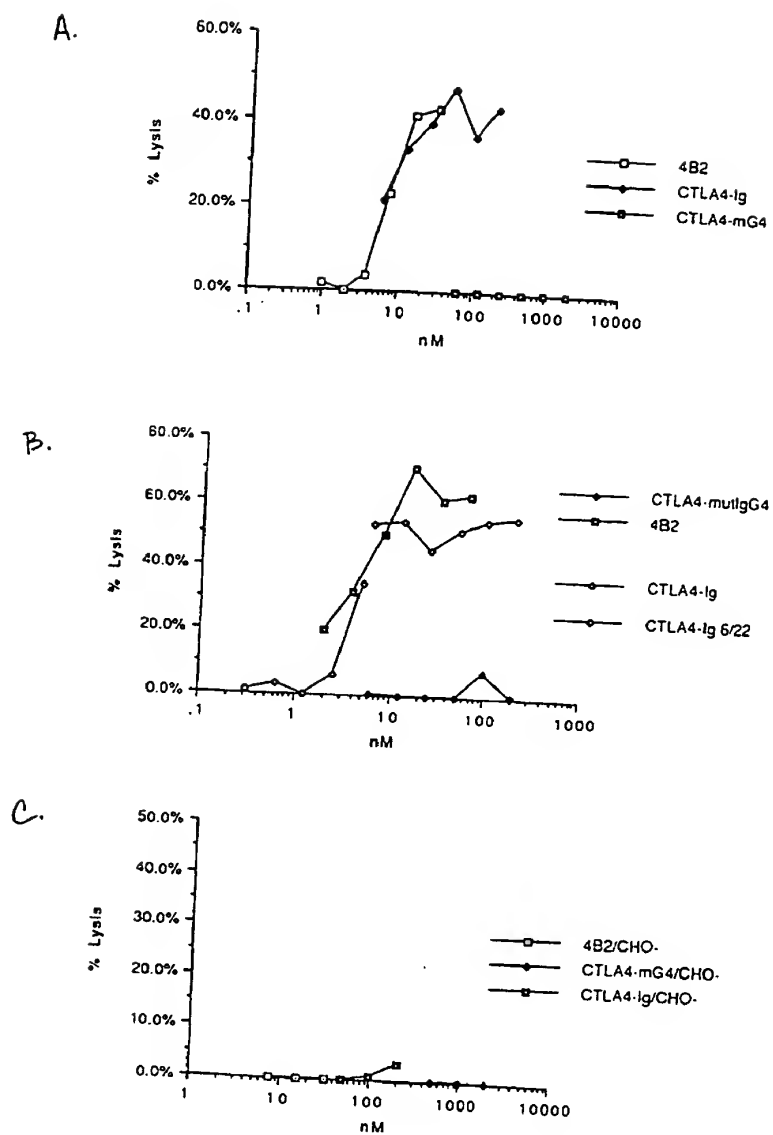 A.
60.0%
40.0%
20.0%
0.0%
% Lysis
.1
1
10
100
1000
10000
nM
4B2
CTLA4-Ig
CTLA4-mG4
B.
60.0%
60.0%
40.0%
20.0%
0.0%
% Lysis
.1
1
10
100
1000
nM
CTLA4-mutIgG4
4B2
CTLA4-Ig
CTLA4-Ig 6/22
C.
50.0%
40.0%
30.0%
20.0%
10.0%
0.0%
% Lysis
1
10
100
1000
10000
nM
4B2/CHO-
CTLA4-mG4/CHO-
CTLA4-Ig/CHO-